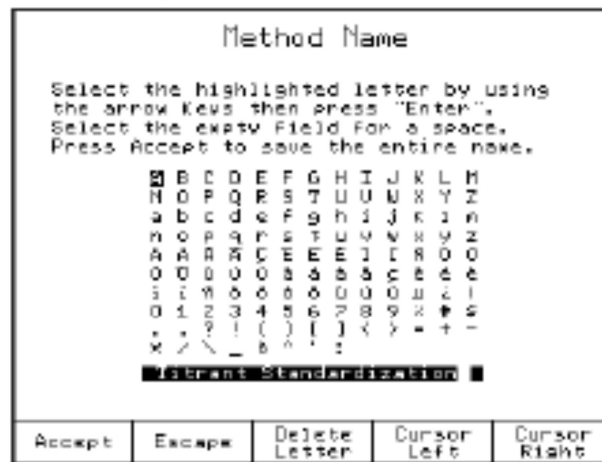 Method Name
Select the highlighted letter by using
the arrow Keys then press "Enter".
Select the empty field for a space.
Press Accept to save the entire name.
A B C D E F G H I J K L M
N O P Q R S T U V W X Y Z
a b c d e f g h i j k l m
n o p q r s t u v w x y z
0 1 2 3 4 5 6 7 8 9 %
? ! ( ) [ ] < > = + -
* / \ _
Titrant Standardization
Accept Escape Delete Letter Cursor Left Cursor Right